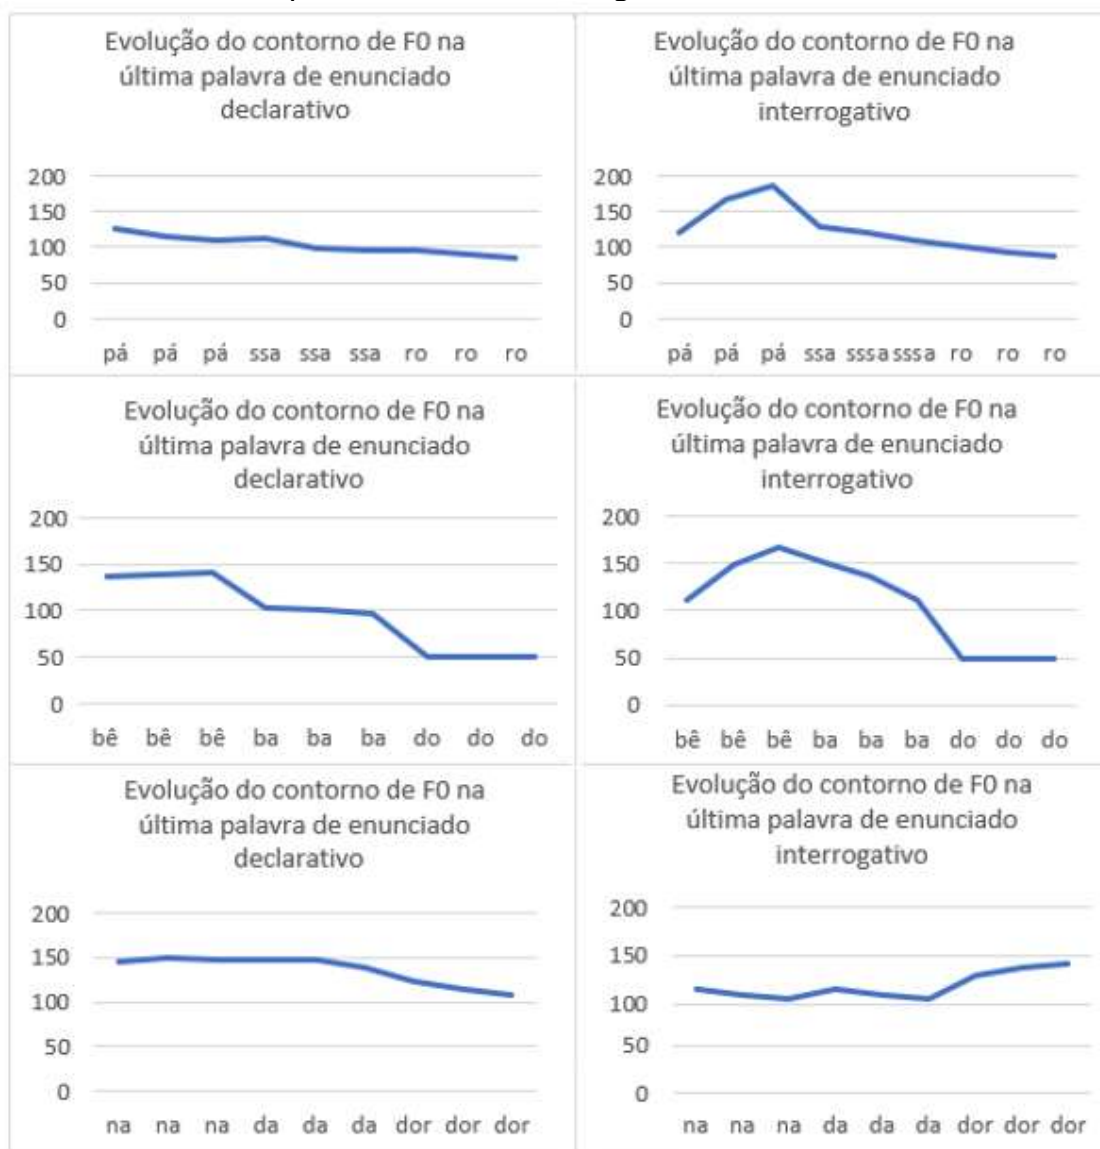 Evolução do contorno de F0 na
última palavra de enunciado
declarativo
200
150
100
50
0
pá pá pá ssa ssa ssa ro ro ro
Evolução do contorno de F0 na
última palavra de enunciado
interrogativo
200
150
100
50
0
pá pá pá ssa sssa sssa ro ro ro
Evolução do contorno de F0 na
última palavra de enunciado
declarativo
200
150
100
50
0
bê bê bê ba ba ba do do do
Evolução do contorno de F0 na
última palavra de enunciado
interrogativo
200
150
100
50
0
bê bê bê ba ba ba do do do
Evolução do contorno de F0 na
última palavra de enunciado
declarativo
200
150
100
50
0
na na na da da da dor dor dor
Evolução do contorno de F0 na
última palavra de enunciado
interrogativo
200
150
100
50
0
na na na da da da dor dor dor